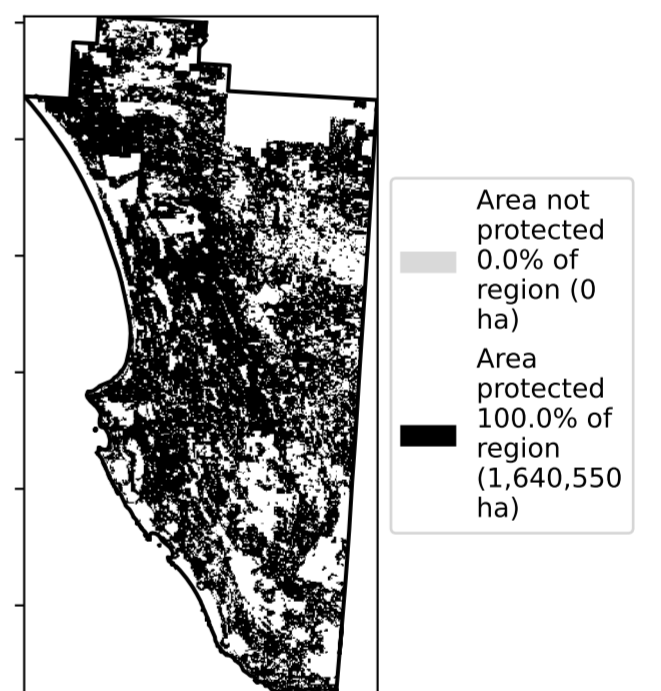 Area not
protected
0.0% of
region (0
ha)
Area
protected
100.0% of
region
(1,640,550
ha)